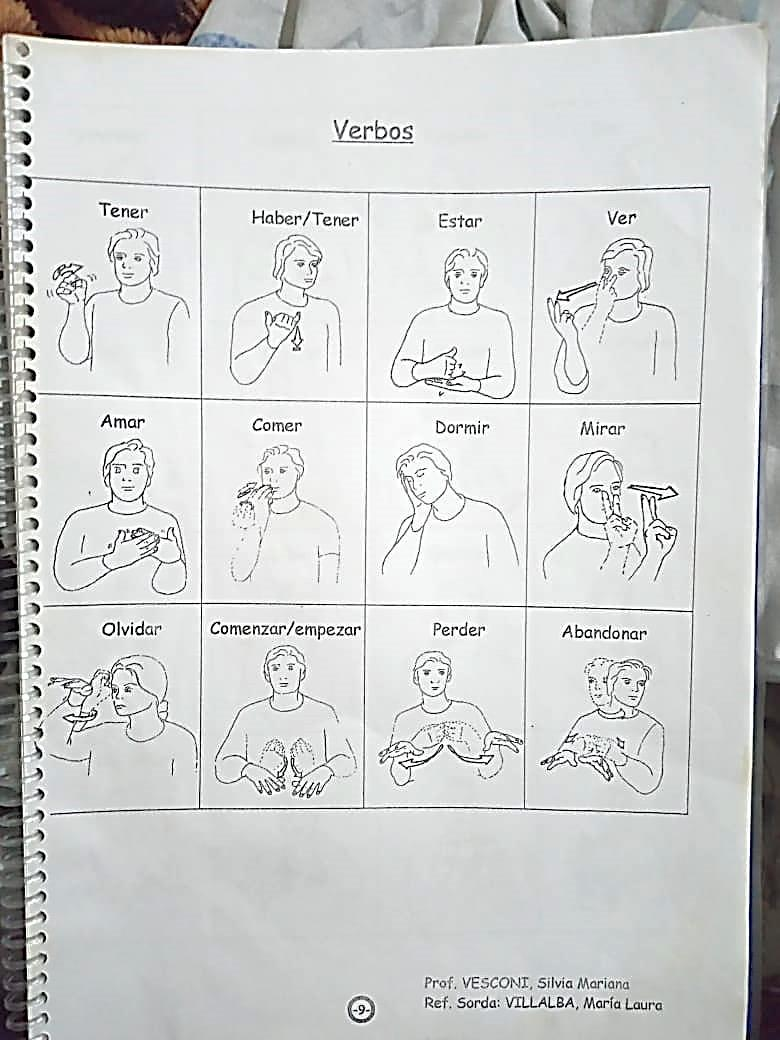 Verbos
Tener
Haber/Tener
Estar
Ver
Amar
Comer
Dormir
Mirar
Olvidar
Comenzar/empezar
Perder
Abandonar
Prof. VESCONI, Silvia Mariana
Ref. Sorda: VILLALBA, María Laura
-9-